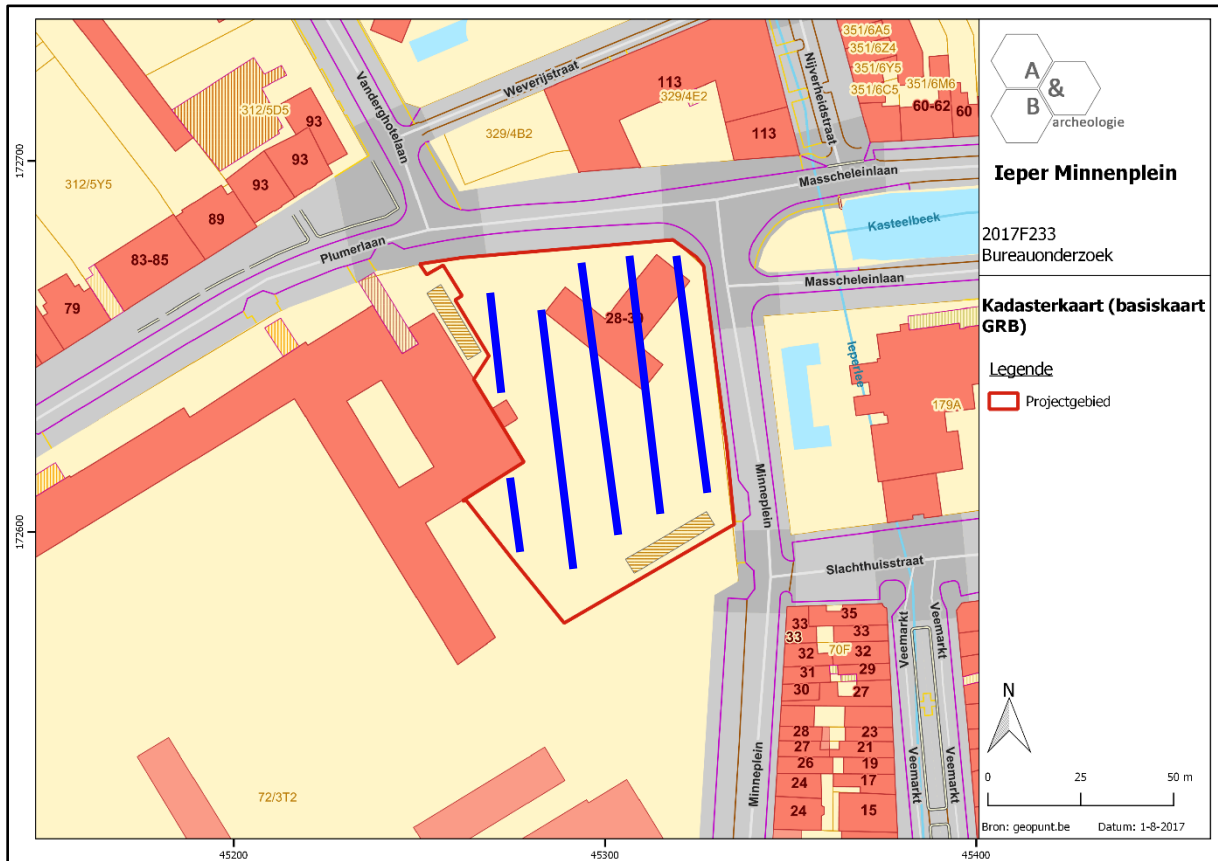 351/6A5
351/6Z4
351/6Y5
351/6C5
351/6M6
60-62
60
Nijverheidstraat
Weverijstraat
113
329/4E2
113
329/4B2
Vanderghotelaan
312/5D5
93
93
93
89
83-85
79
312/5Y5
Plumerlaan
Masscheleinlaan
Kasteelbeek
Masscheleinlaan
Ieperlee
179A
28-30
Minneplein
Slachthuisstraat
Veemarkt
Veemarkt
35
33
33
33
70F
32
32
31
29
30
27
28
23
27
21
26
19
24
17
24
15
Minneplein
Veemarkt
Veemarkt
72/3T2
172700
172600
45200
45300
45400
A
&
B
archeologie
Ieper Minnenplein
2017F233
Bureauonderzoek
Kadasterkaart (basiskaart
GRB)
Legende
Projectgebied
N
0 25 50 m
Bron: geopunt.be Datum: 1-8-2017